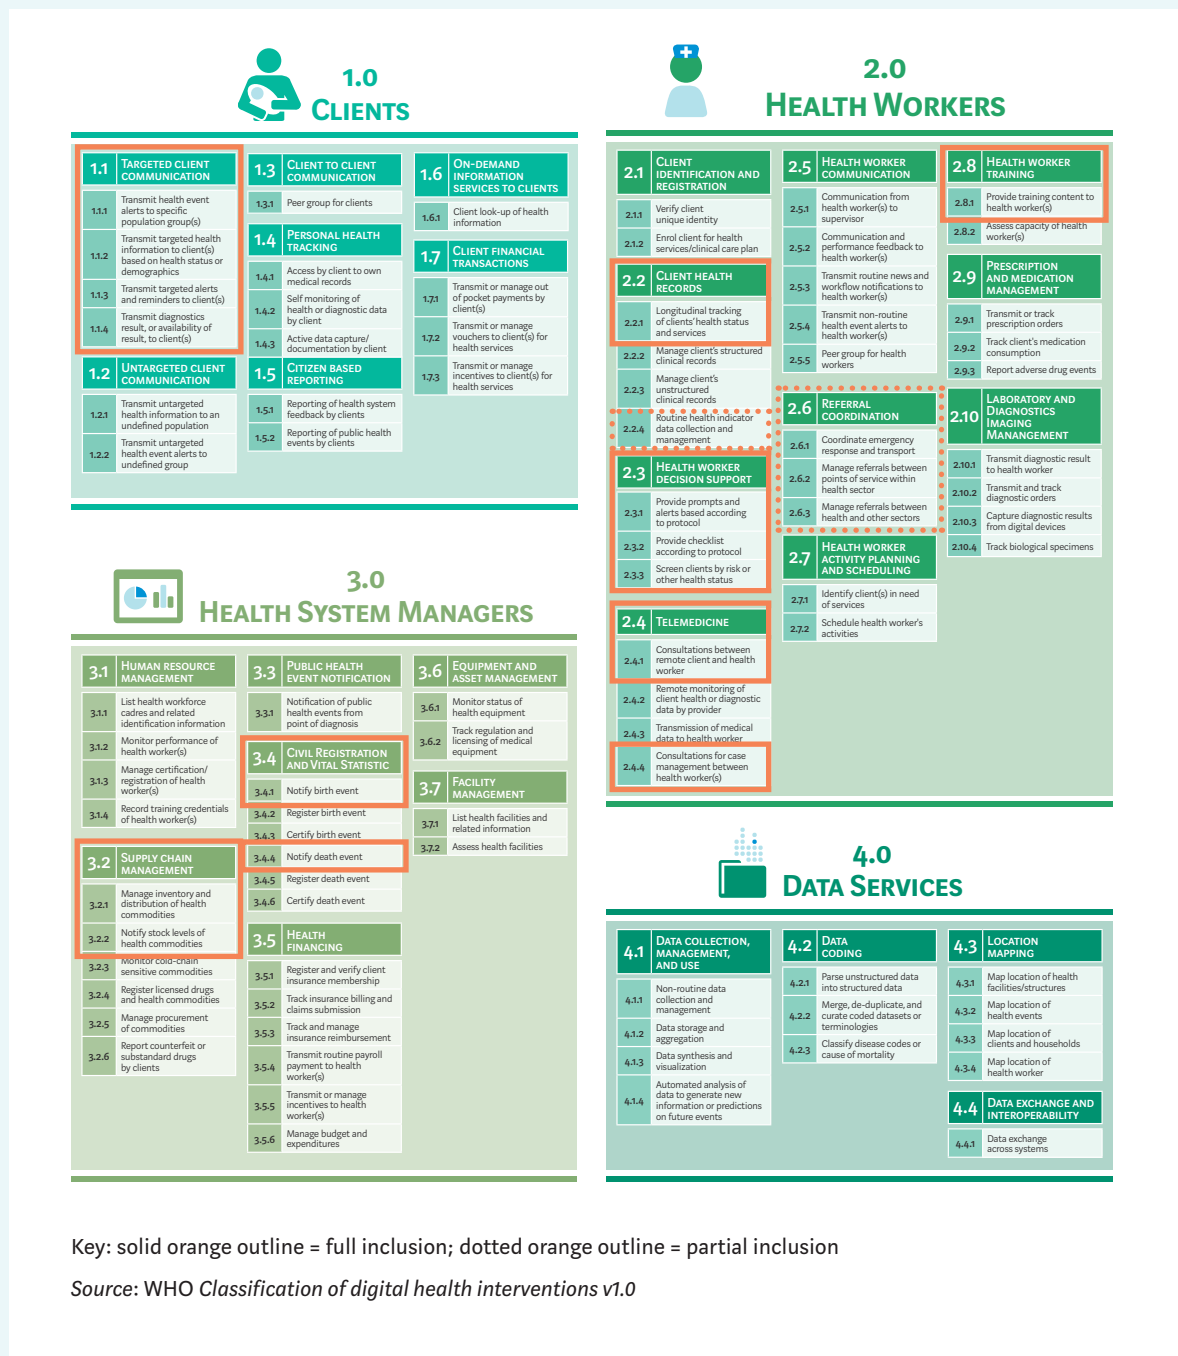 1.0
CLIENTS
1.1
TARGETED CLIENT
COMMUNICATION
1.1.1
Transmit health event
alerts to specific
population group(s)
1.1.2
Transmit targeted health
information to client(s)
based on health status or
demographics
1.1.3
Transmit targeted alerts
and reminders to client(s)
1.1.4
Transmit diagnostics
result, or availability of
result, to client(s)
1.2
UNTARGETED CLIENT
COMMUNICATION
1.2.1
Transmit untargeted
health information to an
undefined population
1.2.2
Transmit untargeted
health event alerts to
undefined group
1.3
CLIENT TO CLIENT
COMMUNICATION
1.3.1
Peer group for clients
1.4
PERSONAL HEALTH
TRACKING
1.4.1
Access by client to own
medical records
1.4.2
Self monitoring of
health or diagnostic data
by client
1.4.3
Active data capture/
documentation by client
1.5
CITIZEN BASED
REPORTING
1.5.1
Reporting of health system
feedback by clients
1.5.2
Reporting of public health
events by clients
1.6
ON-DEMAND
INFORMATION
SERVICES TO CLIENTS
1.6.1
Client look-up of health
information
1.7
CLIENT FINANCIAL
TRANSACTIONS
1.7.1
Transmit or manage out
of pocket payments by
client(s)
1.7.2
Transmit or manage
vouchers to client(s) for
health services
1.7.3
Transmit or manage
incentives to client(s) for
health services
2.0
HEALTH WORKERS
2.1
CLIENT
IDENTIFICATION AND
REGISTRATION
2.1.1
Verify client
unique identity
2.1.2
Enrol client for health
services/clinical care plan
2.2
CLIENT HEALTH
RECORDS
2.2.1
Longitudinal tracking
of clients' health status
and services
2.2.2
Manage client's structured
clinical records
2.2.3
Manage client's
unstructured
clinical records
2.2.4
Routine health indicator
data collection and
management
2.3
HEALTH WORKER
DECISION SUPPORT
2.3.1
Provide prompts and
alerts based according
to protocol
2.3.2
Provide checklist
according to protocol
2.3.3
Screen clients by risk or
other health status
2.4
TELEMEDICINE
2.4.1
Consultations between
remote client and health
worker
2.4.2
Remote monitoring of
client health or diagnostic
data by provider
2.4.3
Transmission of medical
data to health worker
2.4.4
Consultations for case
management between
health worker(s)
2.5
HEALTH WORKER
COMMUNICATION
2.5.1
Communication from
health worker(s) to
supervisor
2.5.2
Communication and
performance feedback to
health worker(s)
2.5.3
Transmit routine news and
workflow notifications to
health worker(s)
2.5.4
Transmit non-routine
health event alerts to
health worker(s)
2.5.5
Peer group for health
workers
2.6
REFERRAL
COORDINATION
2.6.1
Coordinate emergency
response and transport
2.6.2
Manage referrals between
points of service within
health sector
2.6.3
Manage referrals between
health and other sectors
2.7
HEALTH WORKER
ACTIVITY PLANNING
AND SCHEDULING
2.7.1
Identify client(s) in need
of services
2.7.2
Schedule health worker's
activities
2.8
HEALTH WORKER
TRAINING
2.8.1
Provide training content to
health worker(s)
2.8.2
Assess capacity of health
worker(s)
2.9
PRESCRIPTION
AND MEDICATION
MANAGEMENT
2.9.1
Transmit or track
prescription orders
2.9.2
Track client's medication
consumption
2.9.3
Report adverse drug events
2.10
LABORATORY AND
DIAGNOSTICS
IMAGING
MANANGEMENT
2.10.1
Transmit diagnostic result
to health worker
2.10.2
Transmit and track
diagnostic orders
2.10.3
Capture diagnostic results
from digital devices
2.10.4
Track biological specimens
3.0
HEALTH SYSTEM MANAGERS
3.1
HUMAN RESOURCE
MANAGEMENT
3.1.1
List health workforce
cadres and related
identification information
3.1.2
Monitor performance of
health worker(s)
3.1.3
Manage certification/
registration of health
worker(s)
3.1.4
Record training credentials
of health worker(s)
3.2
SUPPLY CHAIN
MANAGEMENT
3.2.1
Manage inventory and
distribution of health
commodities
3.2.2
Notify stock levels of
health commodities
3.2.3
Monitor cold-chain
sensitive commodities
3.2.4
Register licensed drugs
and health commodities
3.2.5
Manage procurement
of commodities
3.2.6
Report counterfeit or
substandard drugs
by clients
3.3
PUBLIC HEALTH
EVENT NOTIFICATION
3.3.1
Notification of public
health events from
point of diagnosis
3.4
CIVIL REGISTRATION
AND VITAL STATISTIC
3.4.1
Notify birth event
3.4.2
Register birth event
3.4.3
Certify birth event
3.4.4
Notify death event
3.4.5
Register death event
3.4.6
Certify death event
3.5
HEALTH
FINANCING
3.5.1
Register and verify client
insurance membership
3.5.2
Track insurance billing and
claims submission
3.5.3
Track and manage
insurance reimbursement
3.5.4
Transmit routine payroll
payment to health
worker(s)
3.5.5
Transmit or manage
incentives to health
worker(s)
3.5.6
Manage budget and
expenditures
3.6
EQUIPMENT AND
ASSET MANAGEMENT
3.6.1
Monitor status of
health equipment
3.6.2
Track regulation and
licensing of medical
equipment
3.7
FACILITY
MANAGEMENT
3.7.1
List health facilities and
related information
3.7.2
Assess health facilities
4.0
DATA SERVICES
4.1
DATA COLLECTION,
MANAGEMENT,
AND USE
4.1.1
Non-routine data
collection and
management
4.1.2
Data storage and
aggregation
4.1.3
Data synthesis and
visualization
4.1.4
Automated analysis of
data to generate new
information or predictions
on future events
4.2
DATA
CODING
4.2.1
Parse unstructured data
into structured data
4.2.2
Merge, de-duplicate, and
curate coded datasets or
terminologies
4.2.3
Classify disease codes or
cause of mortality
4.3
LOCATION
MAPPING
4.3.1
Map location of health
facilities/structures
4.3.2
Map location of
health events
4.3.3
Map location of
clients and households
4.3.4
Map location of
health worker
4.4
DATA EXCHANGE AND
INTEROPERABILITY
4.4.1
Data exchange
across systems
Key: solid orange outline = full inclusion; dotted orange outline = partial inclusion
Source: WHO Classification of digital health interventions v1.0